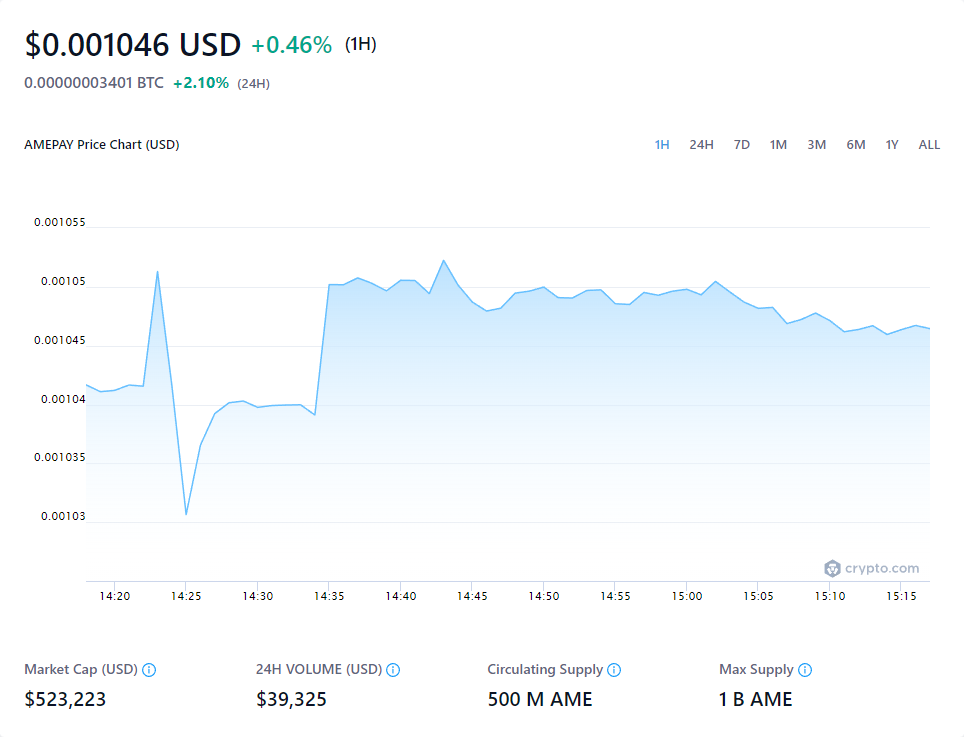 $0.001046 USD +0.46% (1H)
0.00000003401 BTC +2.10% (24H)
AMEPAY Price Chart (USD) 1H 24H 7D 1M 3M 6M 1Y ALL
0.001055
0.00105
0.001045
0.00104
0.001035
0.00103
crypto.com
14:20 14:25 14:30 14:35 14:40 14:45 14:50 14:55 15:00 15:05 15:10 15:15
Market Cap (USD) 24H VOLUME (USD) Circulating Supply Max Supply
$523,223 $39,325 500 M AME 1 B AME